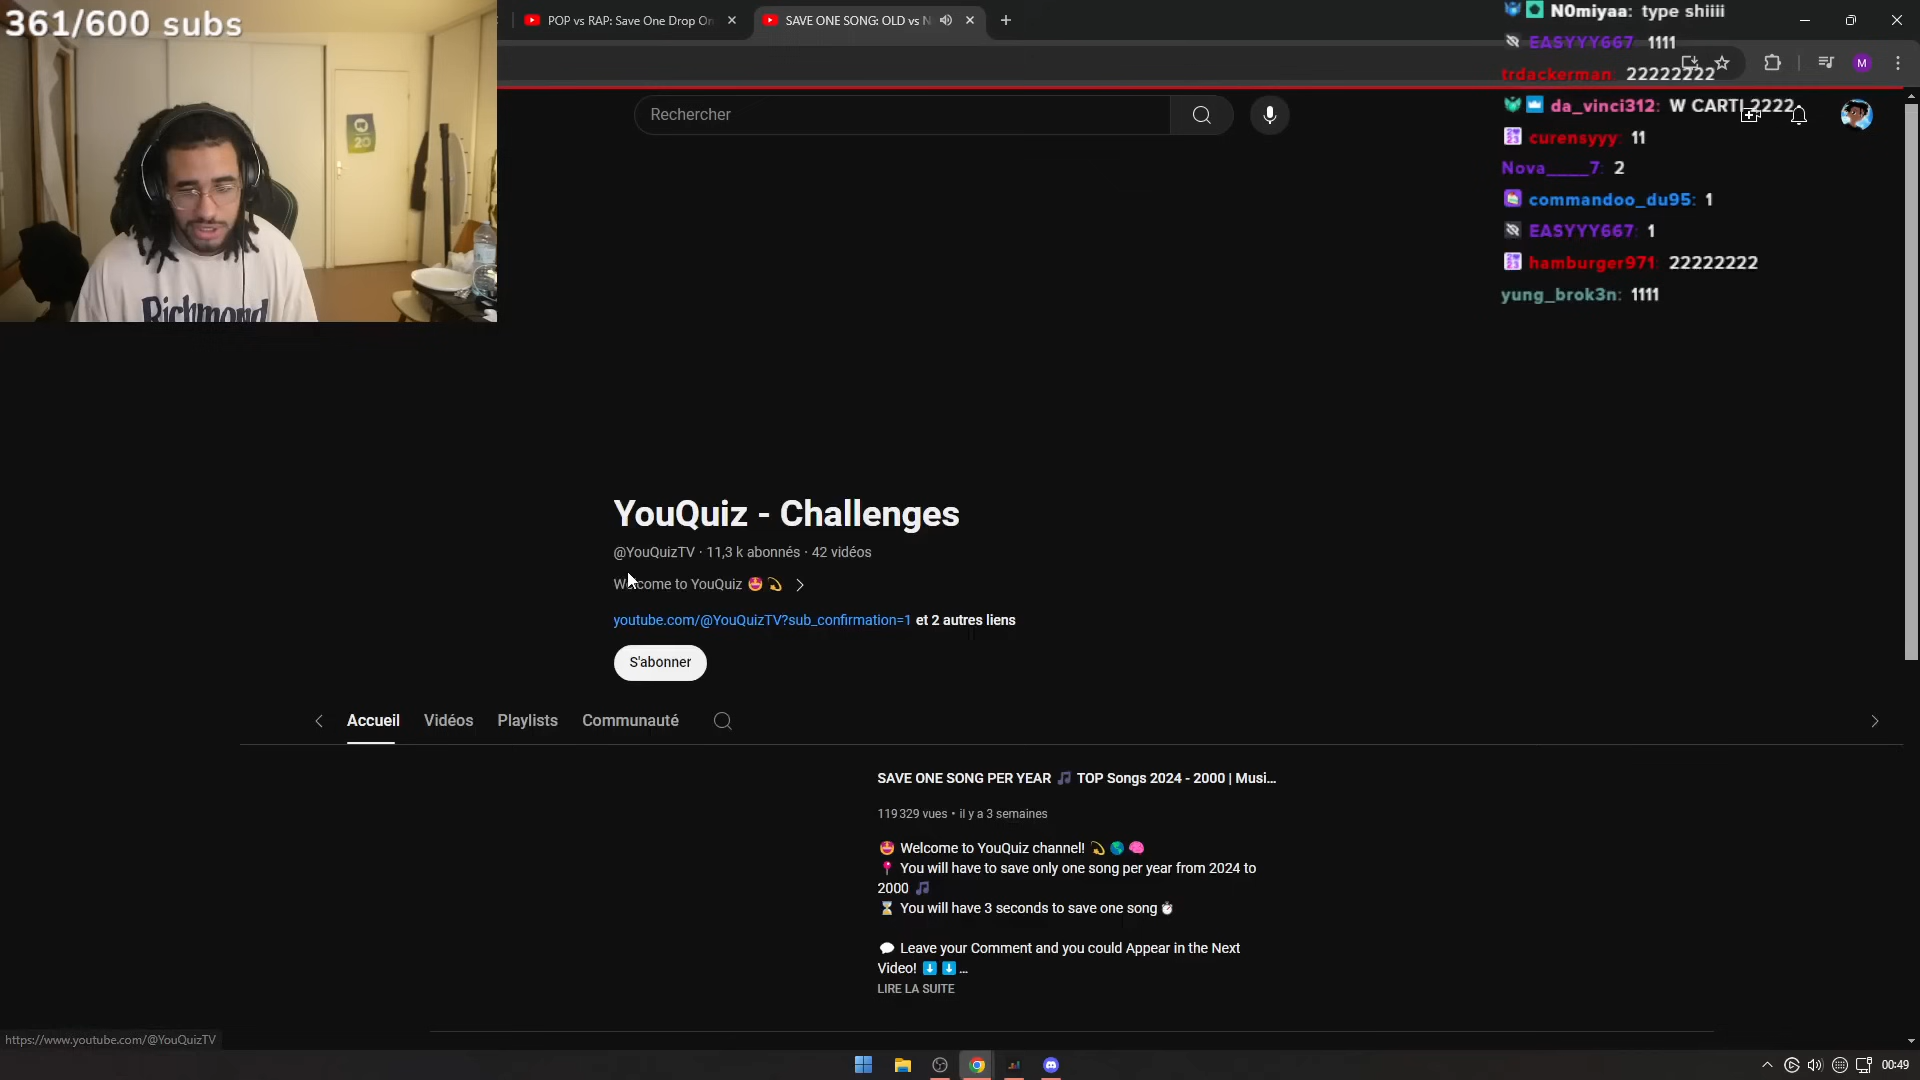 361/600 subs
POP vs RAP: Save One Drop On
SAVE ONE SONG: OLD vs N
N0miyaa: type shiiii
EASYYY667 1111
trdackerman 22222222
da_vinci312: W CARTI 2222
curensyyy: 11
Nova____7: 2
commandoo_du95: 1
EASYYY667: 1
hamburger971: 22222222
yung_brok3n: 1111
M
Rechercher
20
Richmond
YouQuiz - Challenges
@YouQuizTV · 11,3 k abonnés · 42 vidéos
Welcome to YouQuiz 🤩 💫
youtube.com/@YouQuizTV?sub_confirmation=1 et 2 autres liens
S'abonner
Accueil Vidéos Playlists Communauté
SAVE ONE SONG PER YEAR 🎵 TOP Songs 2024 - 2000 | Musi...
119 329 vues • il y a 3 semaines
🤩 Welcome to YouQuiz channel! 💫 🌎 🧠
📍 You will have to save only one song per year from 2024 to
2000 🎵
⏳ You will have 3 seconds to save one song ⏱
💬 Leave your Comment and you could Appear in the Next
Video! ⬇️ ⬇️ ...
LIRE LA SUITE
https://www.youtube.com/@YouQuizTV
00:49